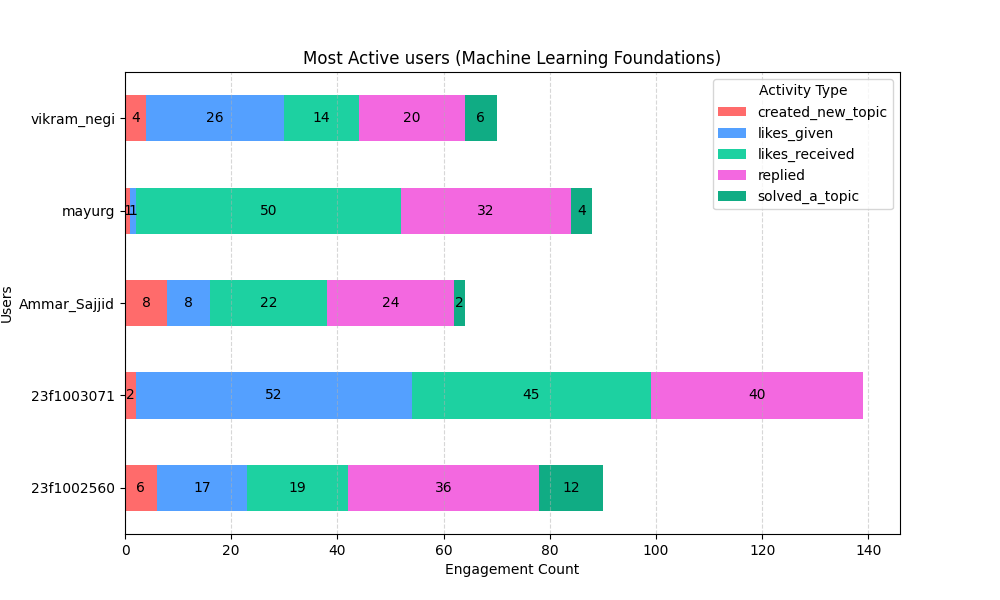 Most Active users (Machine Learning Foundations)
Activity Type
created_new_topic
likes_given
likes_received
replied
solved_a_topic
Users
vikram_negi
4 26 14 20 6
mayurg
1 1 50 32 4
Ammar_Sajjid
8 8 22 24 2
23f1003071
2 52 45 40
23f1002560
6 17 19 36 12
0 20 40 60 80 100 120 140
Engagement Count